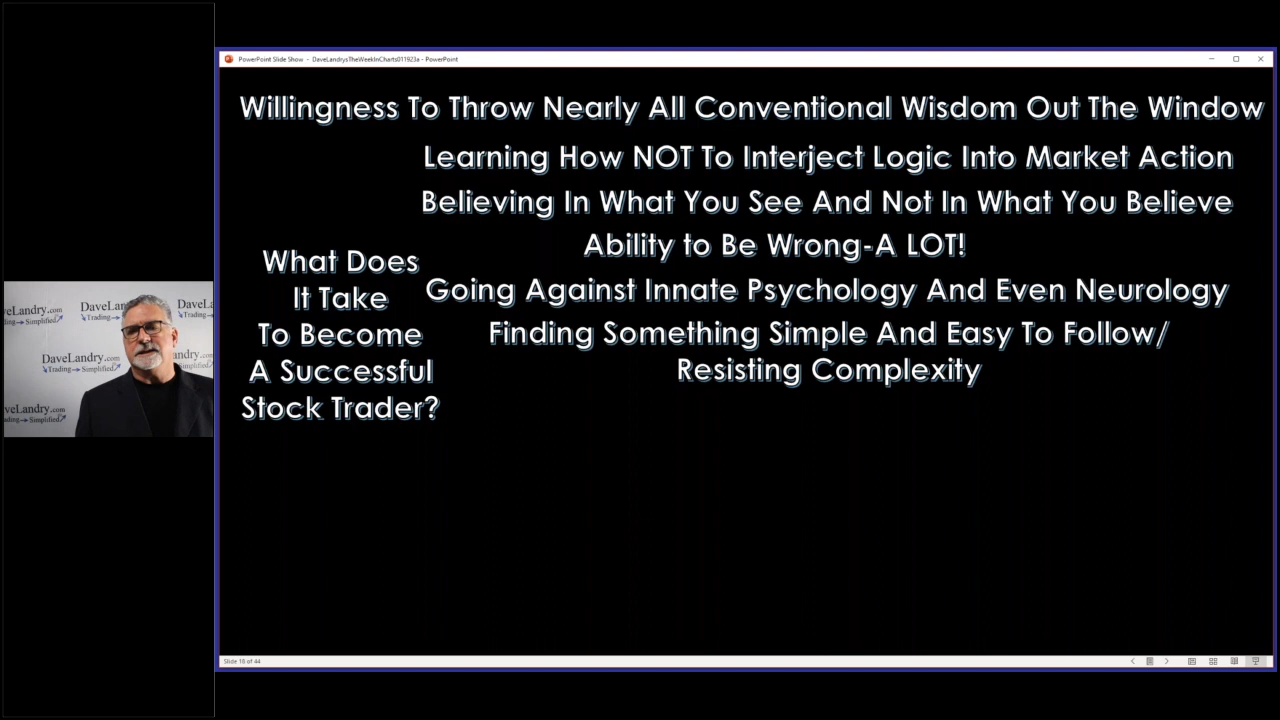 PowerPoint Slide Show - DaveLandrysTheWeekInCharts011923a - PowerPoint
Willingness To Throw Nearly All Conventional Wisdom Out The Window
Learning How NOT To Interject Logic Into Market Action
Believing In What You See And Not In What You Believe
Ability to Be Wrong-A LOT!
Going Against Innate Psychology And Even Neurology
Finding Something Simple And Easy To Follow/
Resisting Complexity
What Does
It Take
To Become
A Successful
Stock Trader?
DaveLandry.com
Trading Simplified
Slide 18 of 44